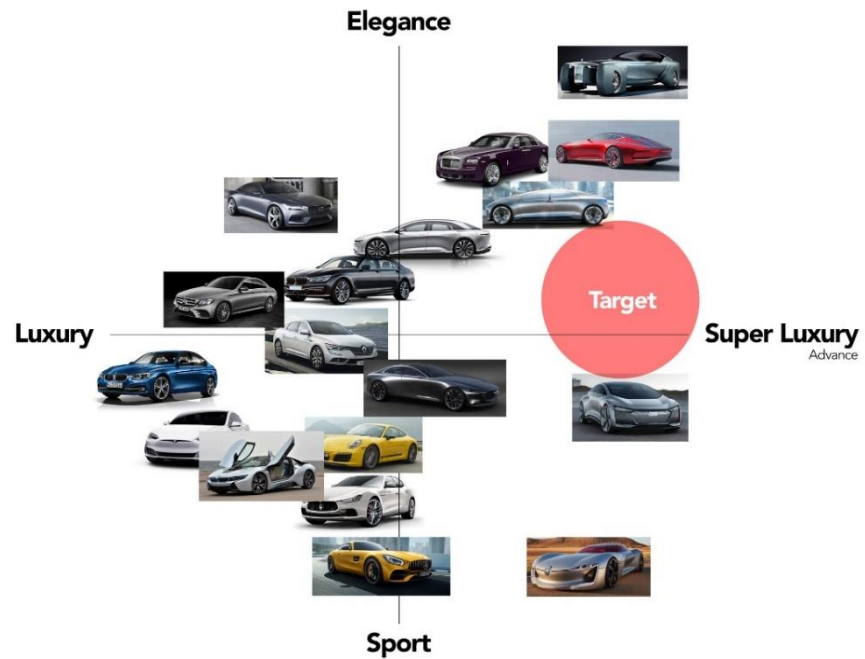 Elegance
Target
Luxury
Super Luxury
Advance
Sport